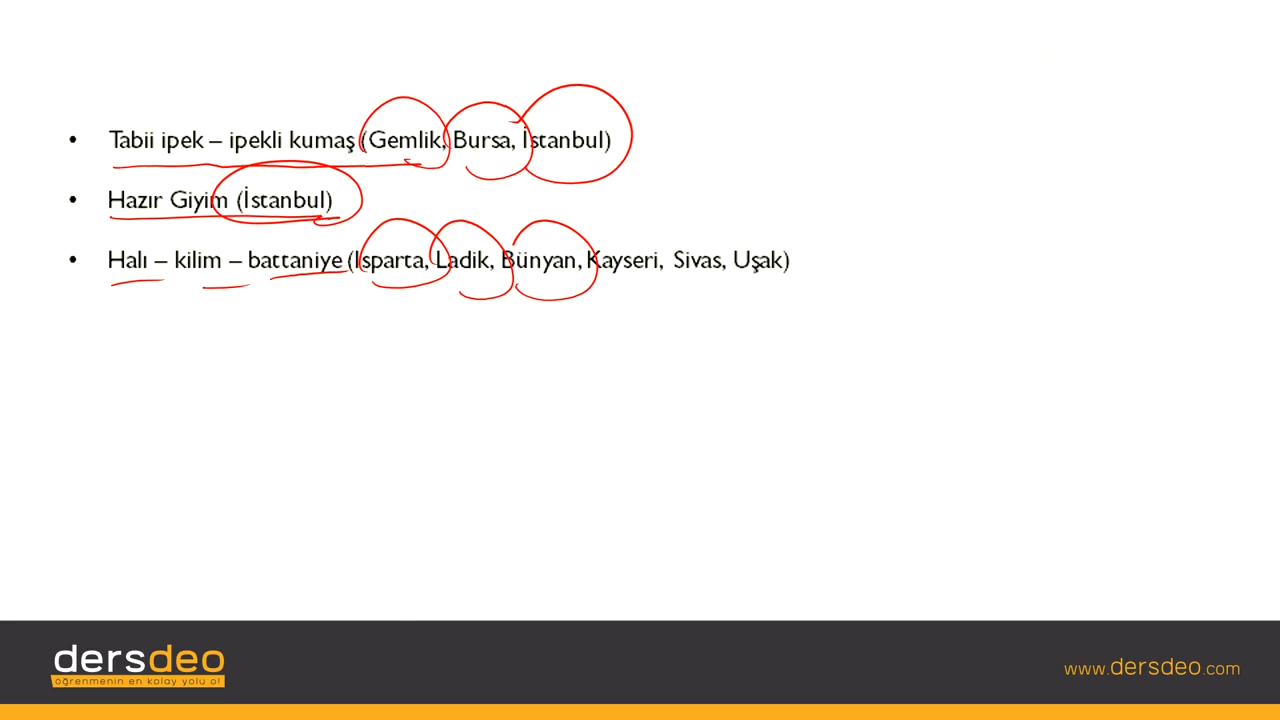 • Tabii ipek – ipekli kumaş (Gemlik, Bursa, İstanbul)
• Hazır Giyim (İstanbul)
• Halı – kilim – battaniye (Isparta, Ladik, Bünyan, Kayseri, Sivas, Uşak)
dersdeo
öğrenmenin en kolay yolu o!
www.dersdeo.com